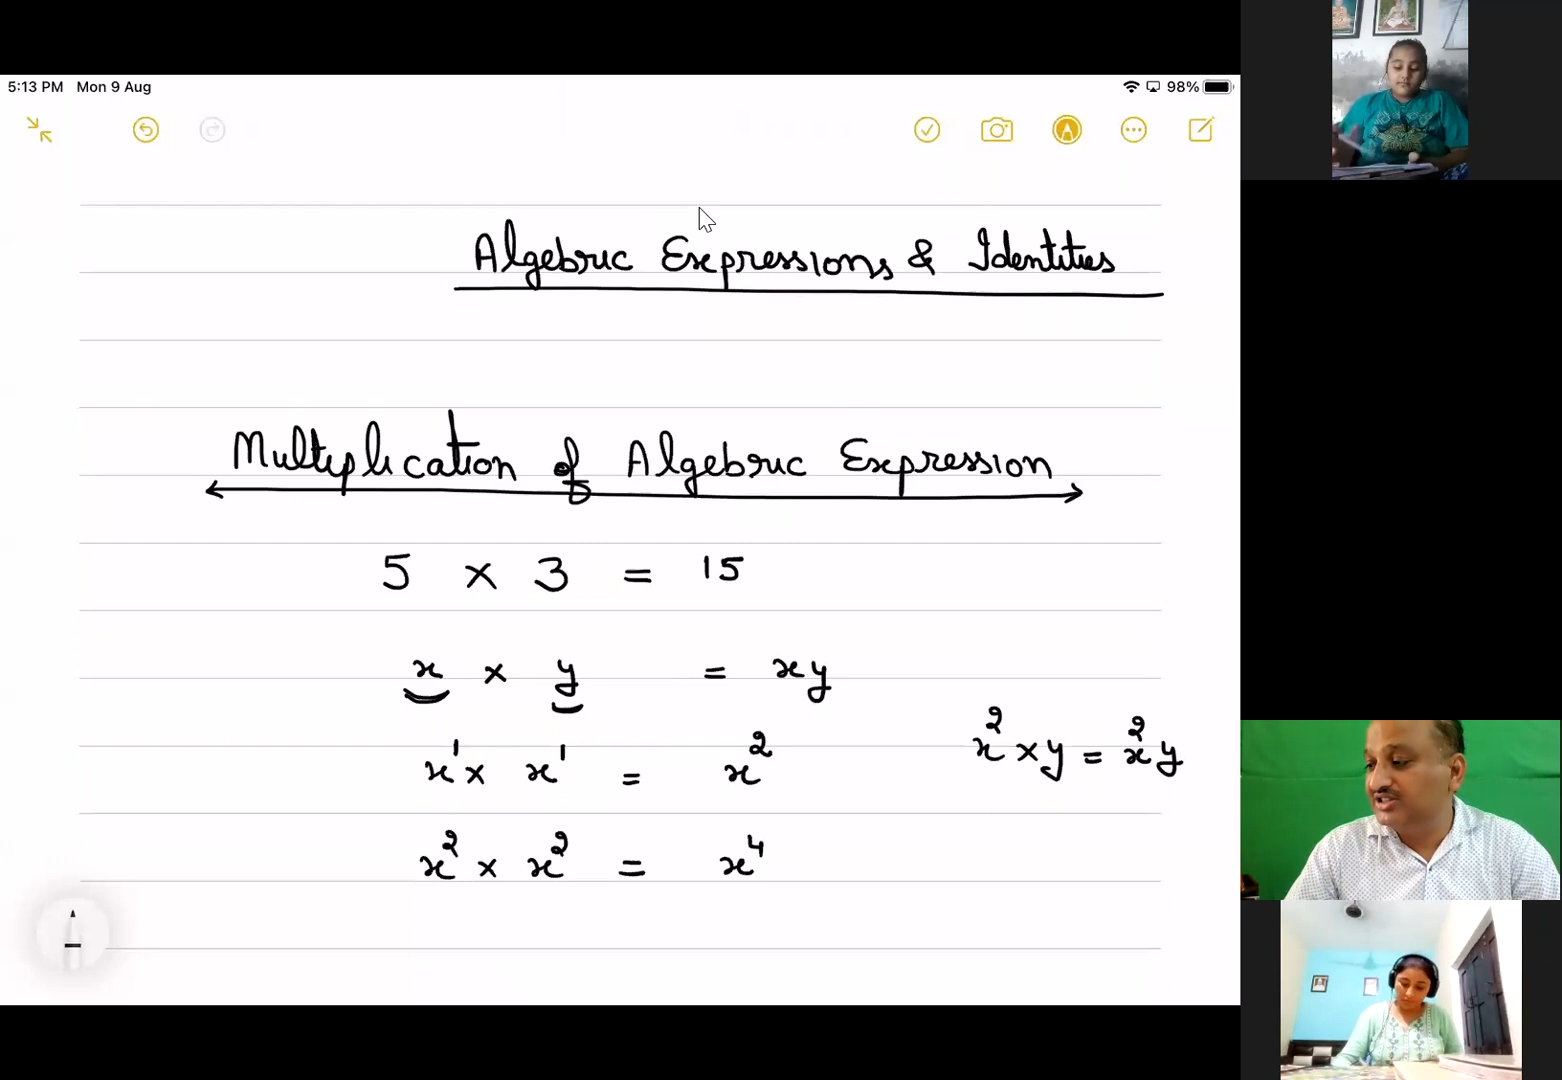 5:13 PM Mon 9 Aug 98%
Algebric Expressions & Identities
Multiplication of Algebric Expression
5 × 3 = 15
x × y = xy
x¹ × x¹ = x²
x² × y = x²y
x² × x² = x⁴